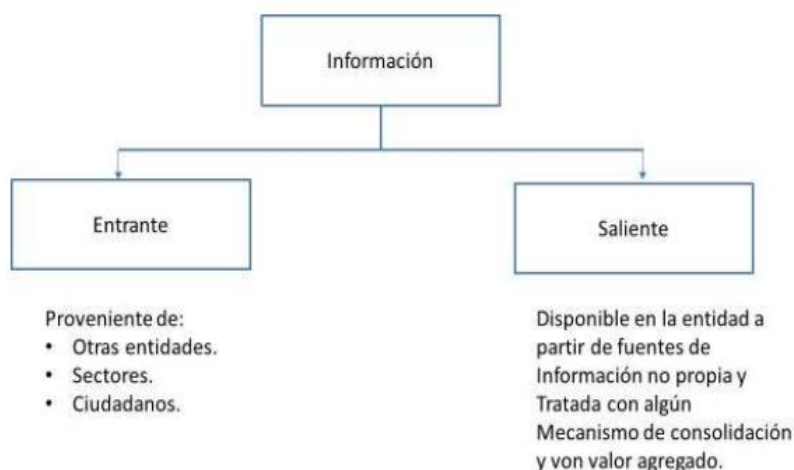 Información
Entrante
Saliente
Proveniente de:
• Otras entidades.
• Sectores.
• Ciudadanos.
Disponible en la entidad a
partir de fuentes de
Información no propia y
Tratada con algún
Mecanismo de consolidación
y von valor agregado.